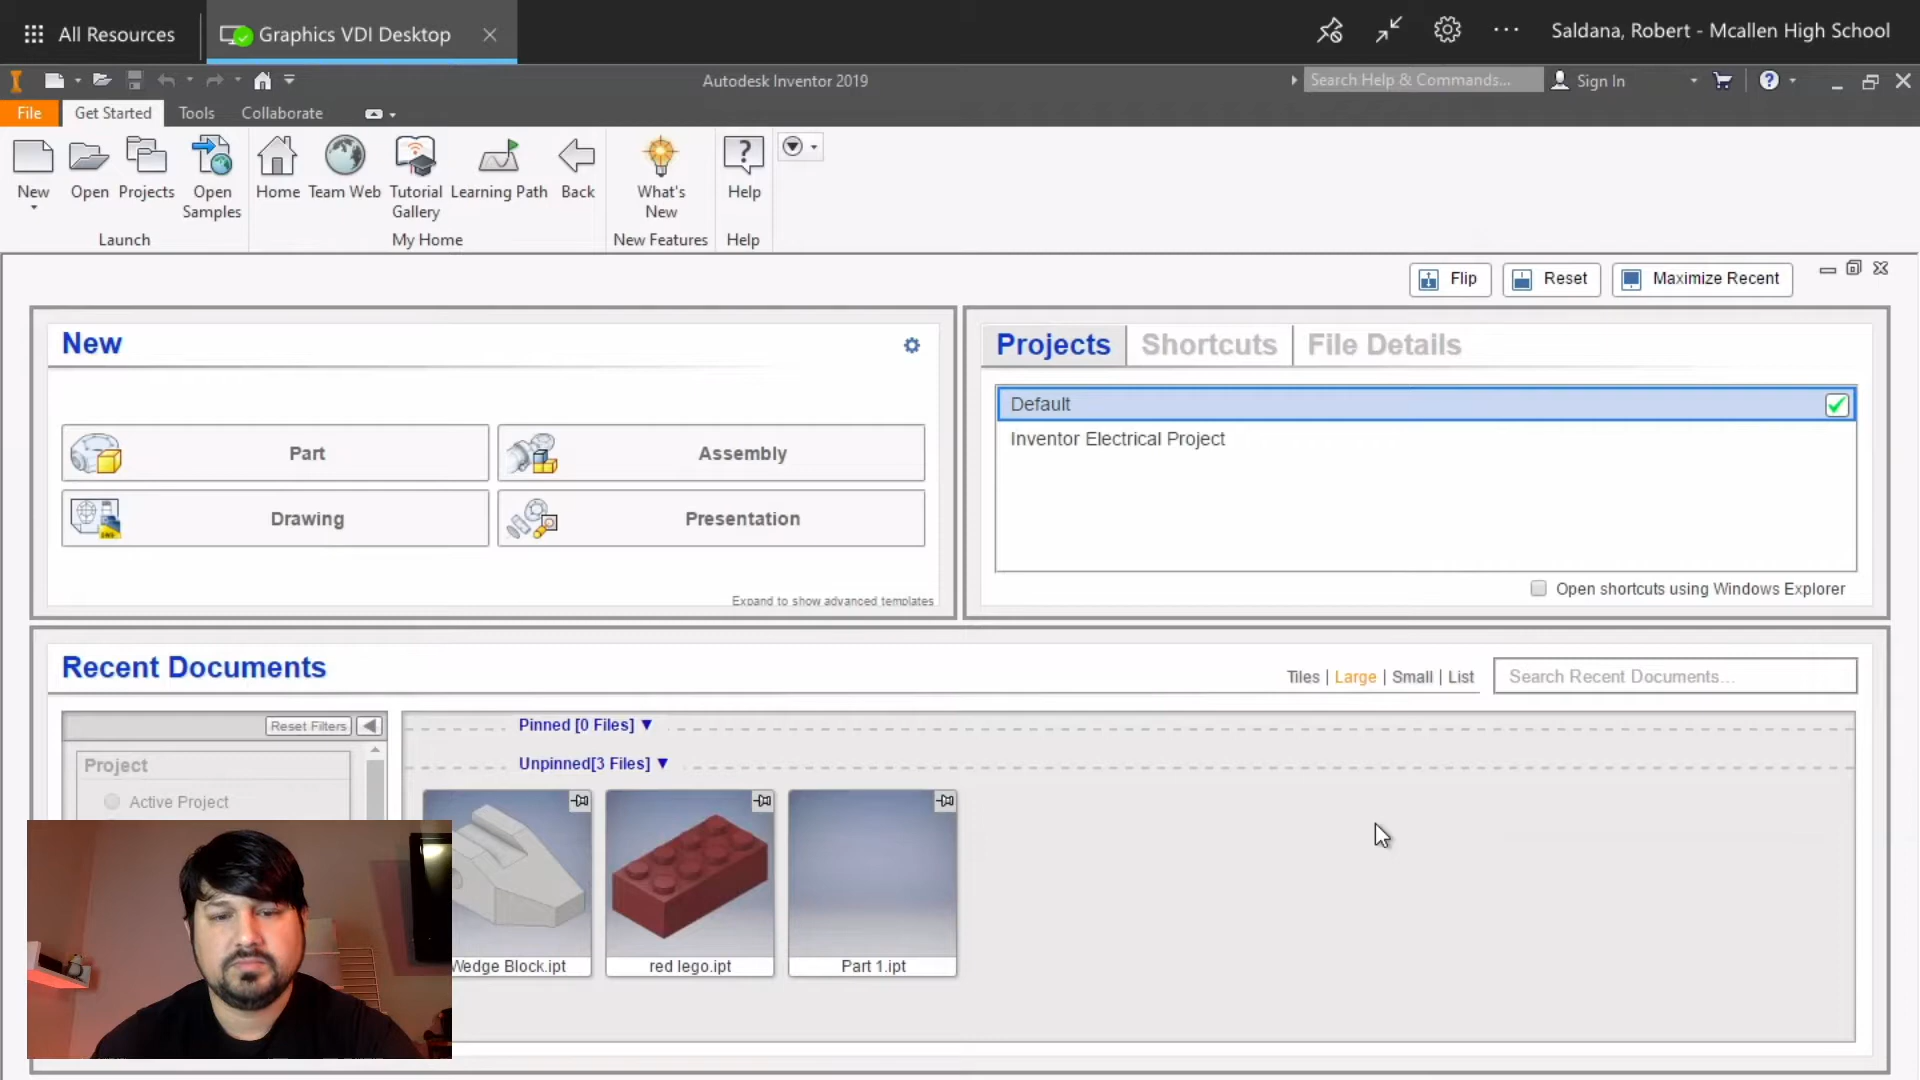 All Resources
Graphics VDI Desktop
Saldana, Robert - Mcallen High School
Autodesk Inventor 2019
Search Help & Commands...
Sign In
File
Get Started
Tools
Collaborate
New
Open
Projects
Open Samples
Home
Team Web
Tutorial Gallery
Learning Path
Back
What's New
Help
Launch
My Home
New Features
Help
Flip
Reset
Maximize Recent
New
Part
Assembly
Drawing
Presentation
Expand to show advanced templates
Projects
Shortcuts
File Details
Default
Inventor Electrical Project
Open shortcuts using Windows Explorer
Recent Documents
Tiles | Large | Small | List
Search Recent Documents...
Reset Filters
Project
Active Project
Pinned [0 Files]
Unpinned[3 Files]
Wedge Block.ipt
red lego.ipt
Part 1.ipt